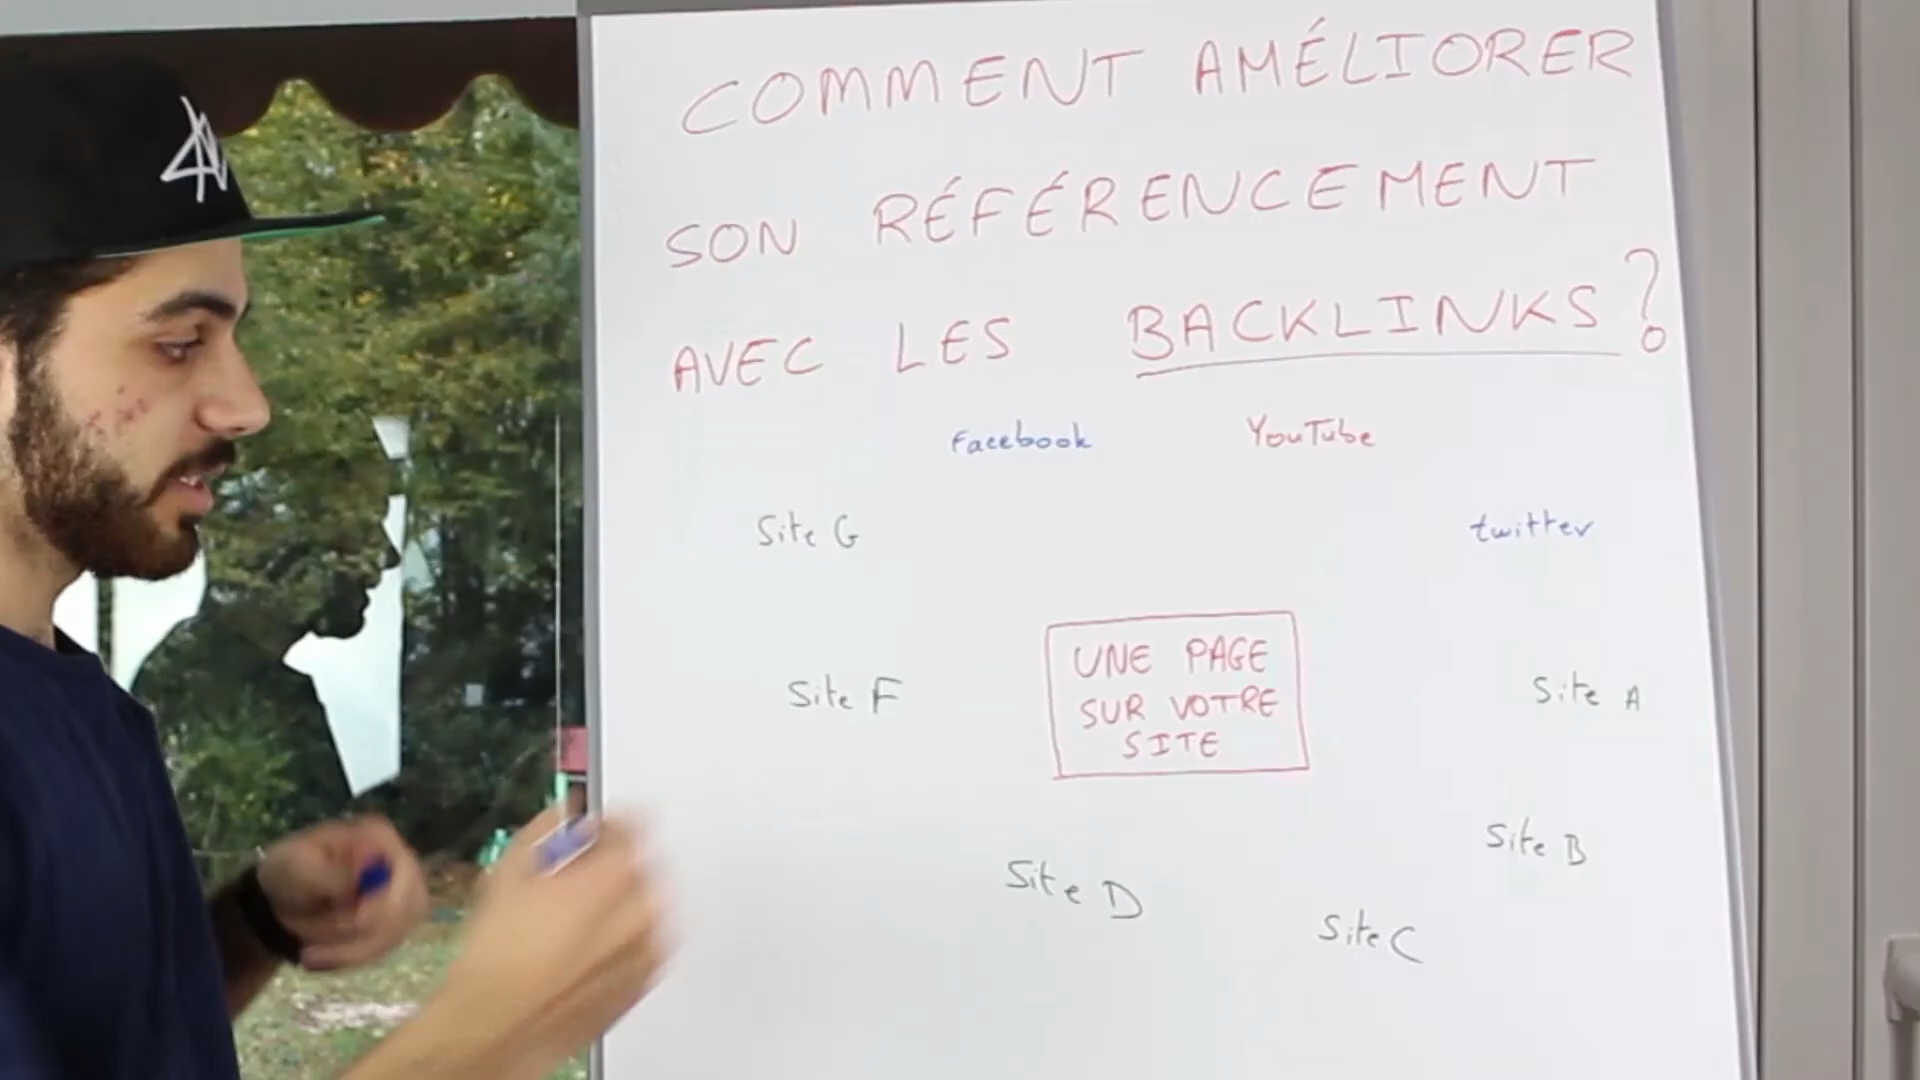 COMMENT AMÉLIORER
SON RÉFÉRENCEMENT
AVEC LES BACKLINKS?
Facebook YouTube
Site G twitter
UNE PAGE
SUR VOTRE
SITE
Site F Site A
Site B
Site D
Site C